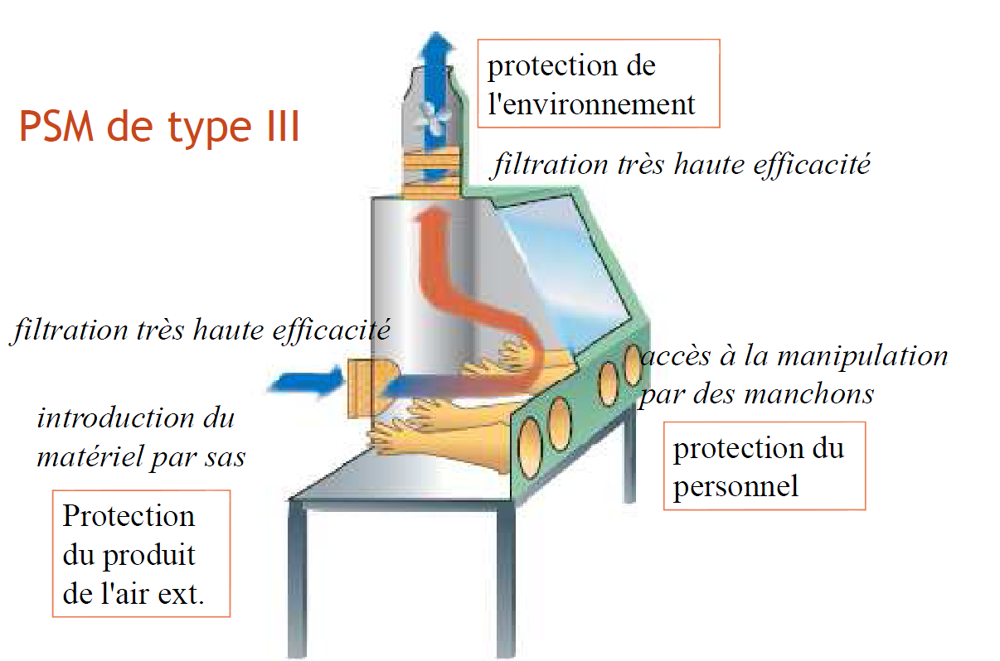 PSM de type III
protection de
l'environnement
filtration très haute efficacité
filtration très haute efficacité
introduction du
matériel par sas
Protection
du produit
de l'air ext.
accès à la manipulation
par des manchons
protection du
personnel